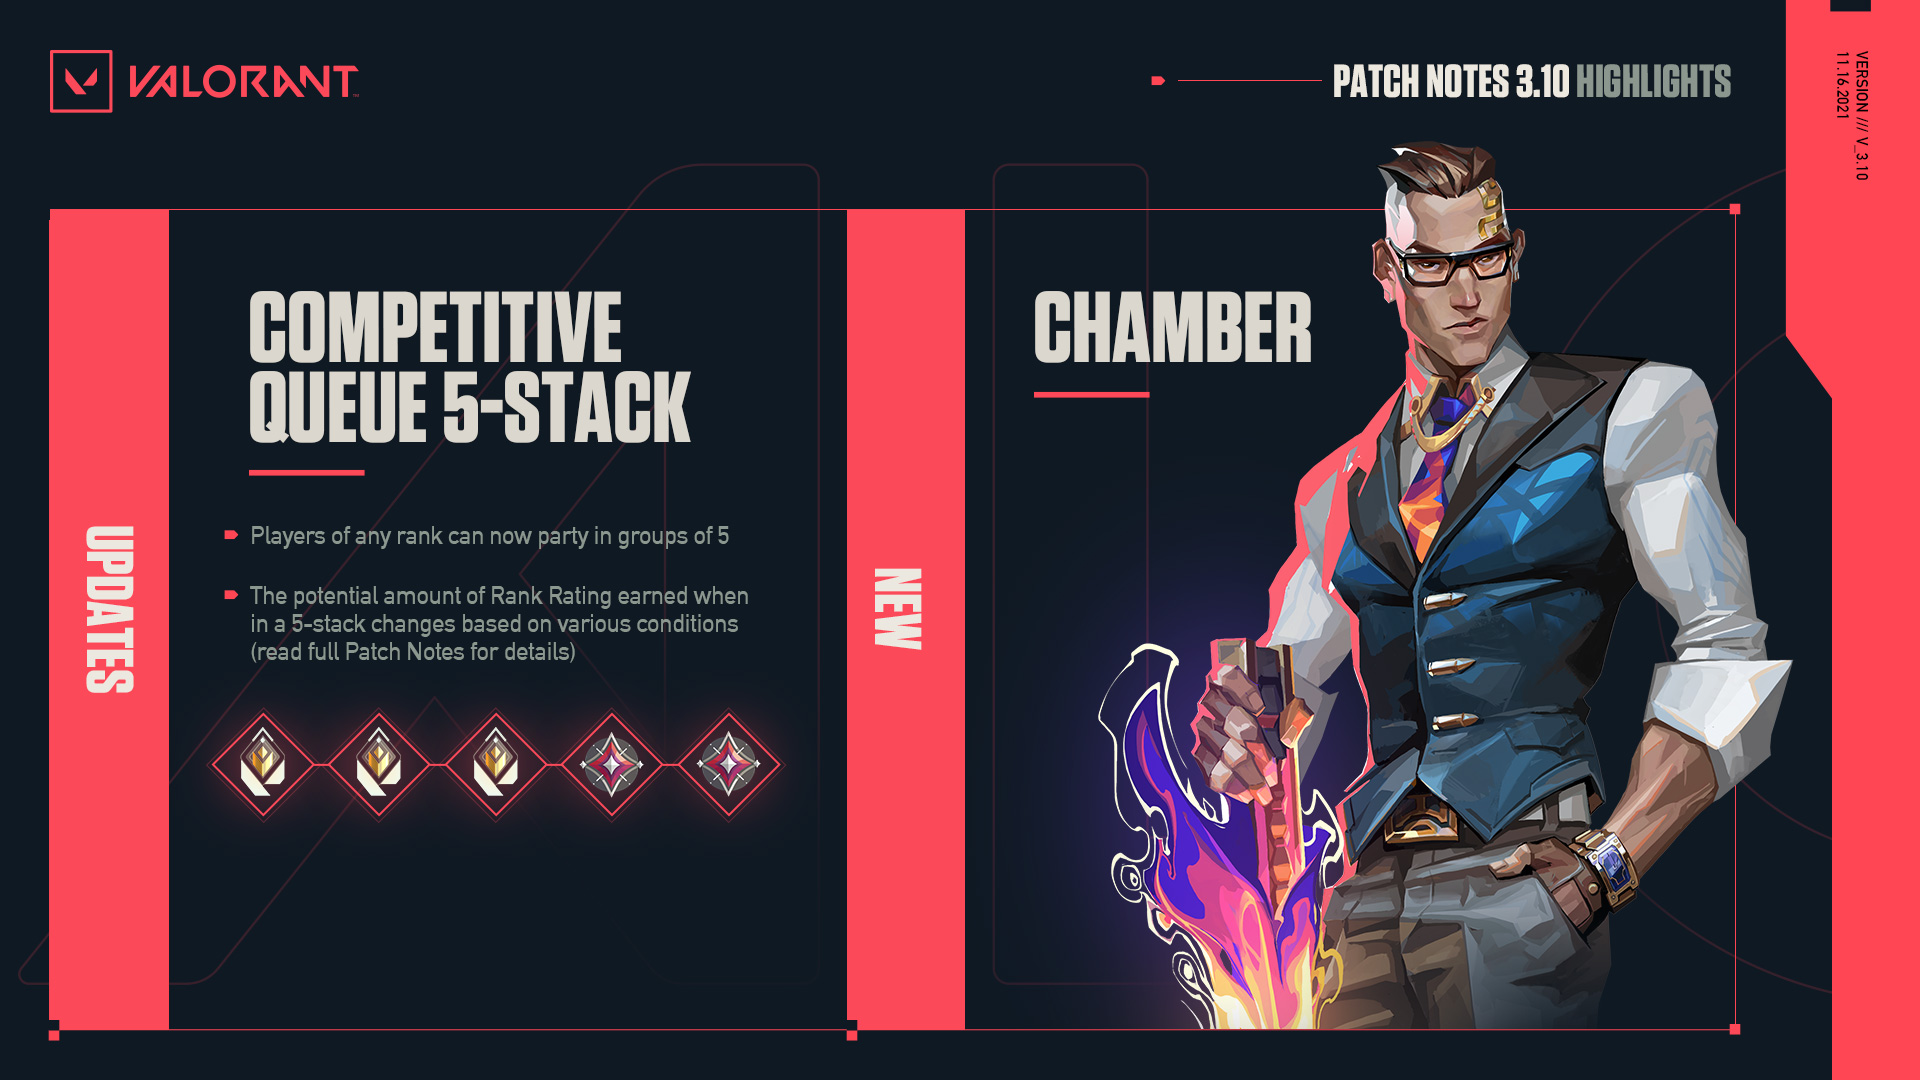 VALORANT
PATCH NOTES 3.10 HIGHLIGHTS
VERSION /// V_3.10
11.16.2021
UPDATES
COMPETITIVE
QUEUE 5-STACK
Players of any rank can now party in groups of 5
The potential amount of Rank Rating earned when
in a 5-stack changes based on various conditions
(read full Patch Notes for details)
NEW
CHAMBER